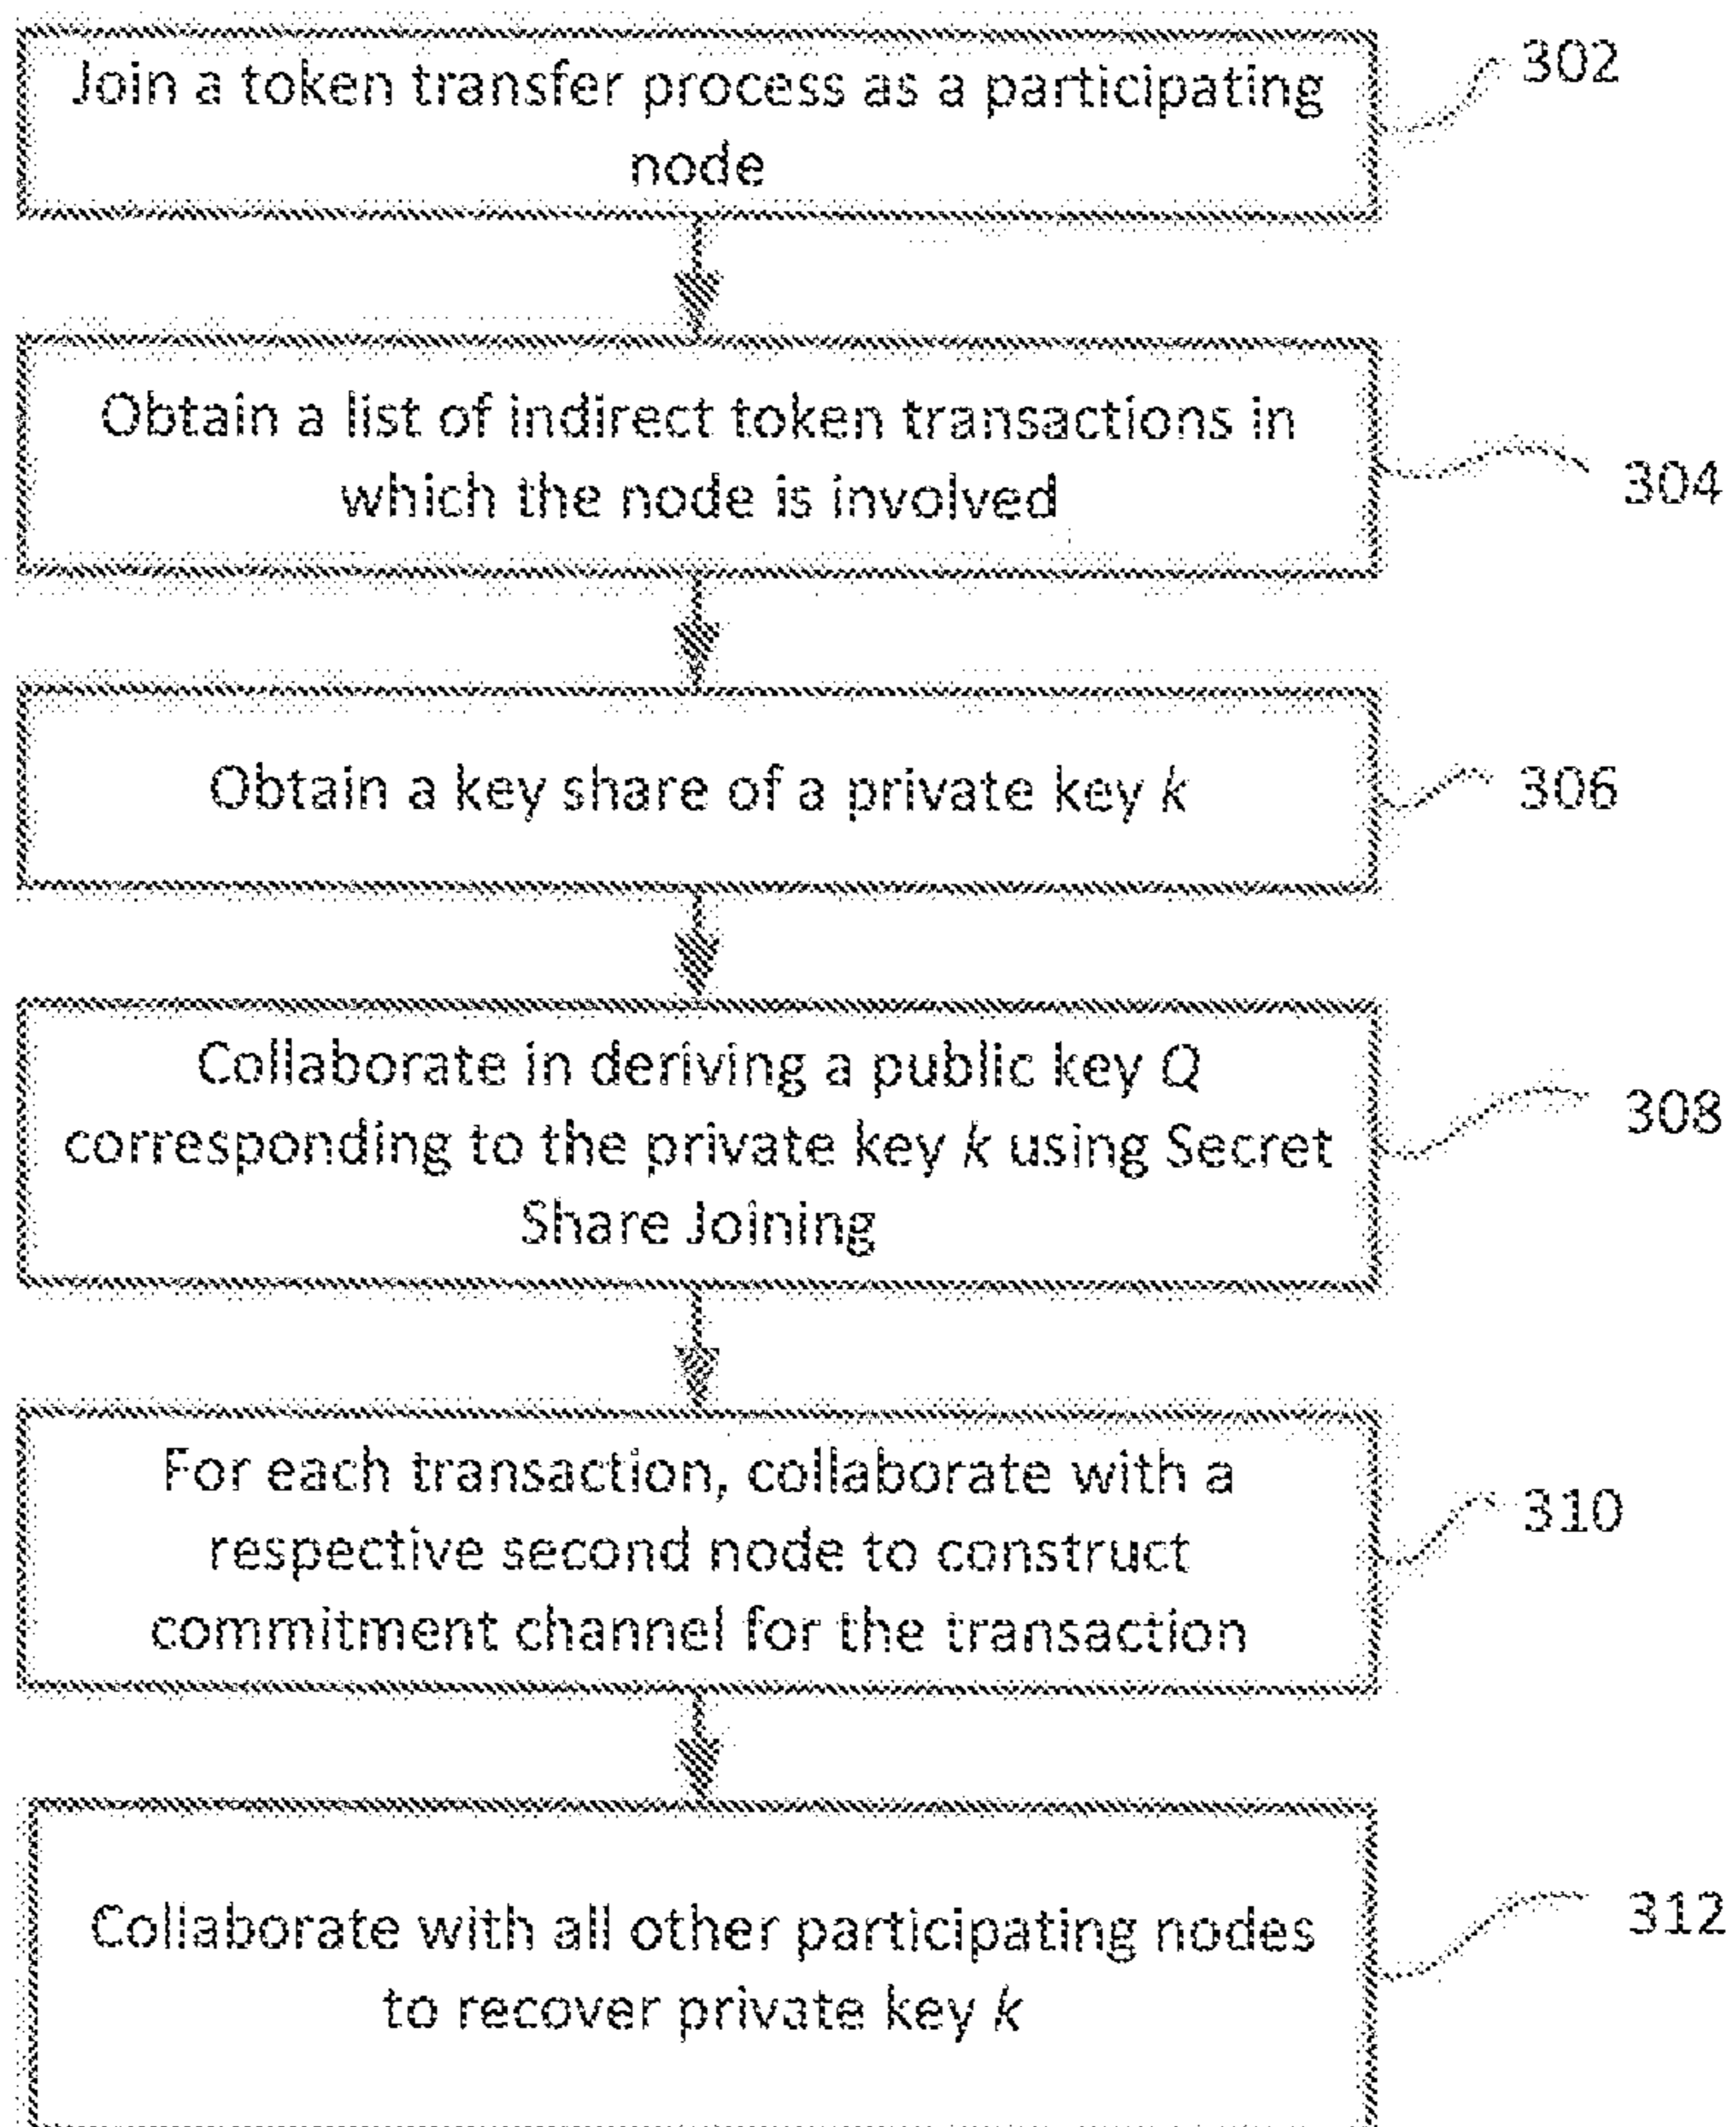 Join a token transfer process as a participating
node
302
Obtain a list of indirect token transactions in
which the node is involved
304
Obtain a key share of a private key k
306
Collaborate in deriving a public key Q
corresponding to the private key k using Secret
Share Joining
308
For each transaction, collaborate with a
respective second node to construct
commitment channel for the transaction
310
Collaborate with all other participating nodes
to recover private key k
312